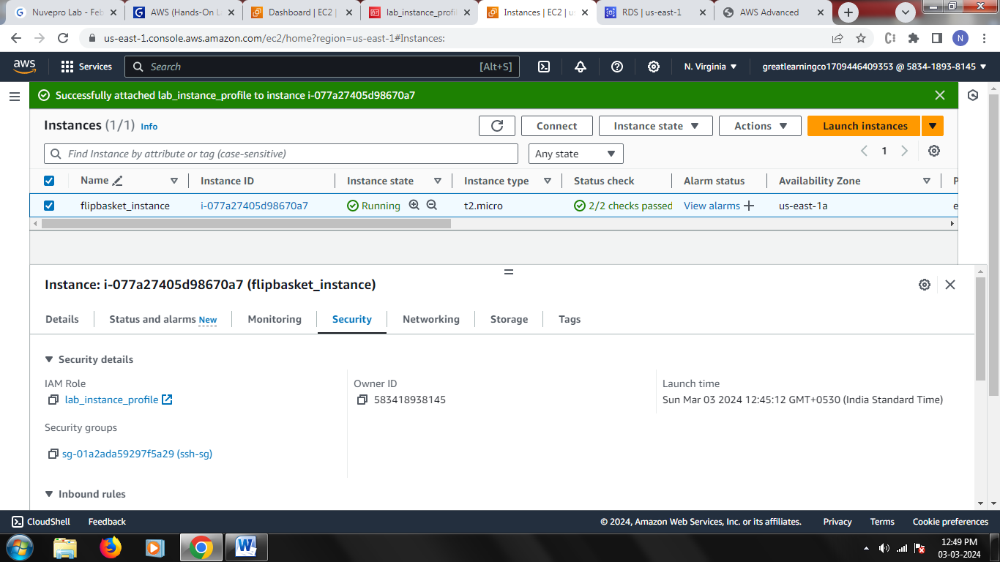 Nuvepro Lab - Feb
AWS (Hands-On L
Dashboard | EC2 |
lab_instance_profil
Instances | EC2 | us
RDS | us-east-1
AWS Advanced
us-east-1.console.aws.amazon.com/ec2/home?region=us-east-1#Instances:
N
aws
Services
Search
[Alt+S]
N. Virginia
greatlearningco1709446409353 @ 5834-1893-8145
Successfully attached lab_instance_profile to instance i-077a27405d98670a7
Instances (1/1) Info
Connect
Instance state
Actions
Launch instances
Find Instance by attribute or tag (case-sensitive)
Any state
1
Name
Instance ID
Instance state
Instance type
Status check
Alarm status
Availability Zone
P
flipbasket_instance
i-077a27405d98670a7
Running
t2.micro
2/2 checks passed
View alarms
us-east-1a
e
Instance: i-077a27405d98670a7 (flipbasket_instance)
Details
Status and alarms New
Monitoring
Security
Networking
Storage
Tags
Security details
IAM Role
Owner ID
Launch time
lab_instance_profile
583418938145
Sun Mar 03 2024 12:45:12 GMT+0530 (India Standard Time)
Security groups
sg-01a2ada59297f5a29 (ssh-sg)
Inbound rules
CloudShell
Feedback
© 2024, Amazon Web Services, Inc. or its affiliates.
Privacy
Terms
Cookie preferences
12:49 PM
03-03-2024